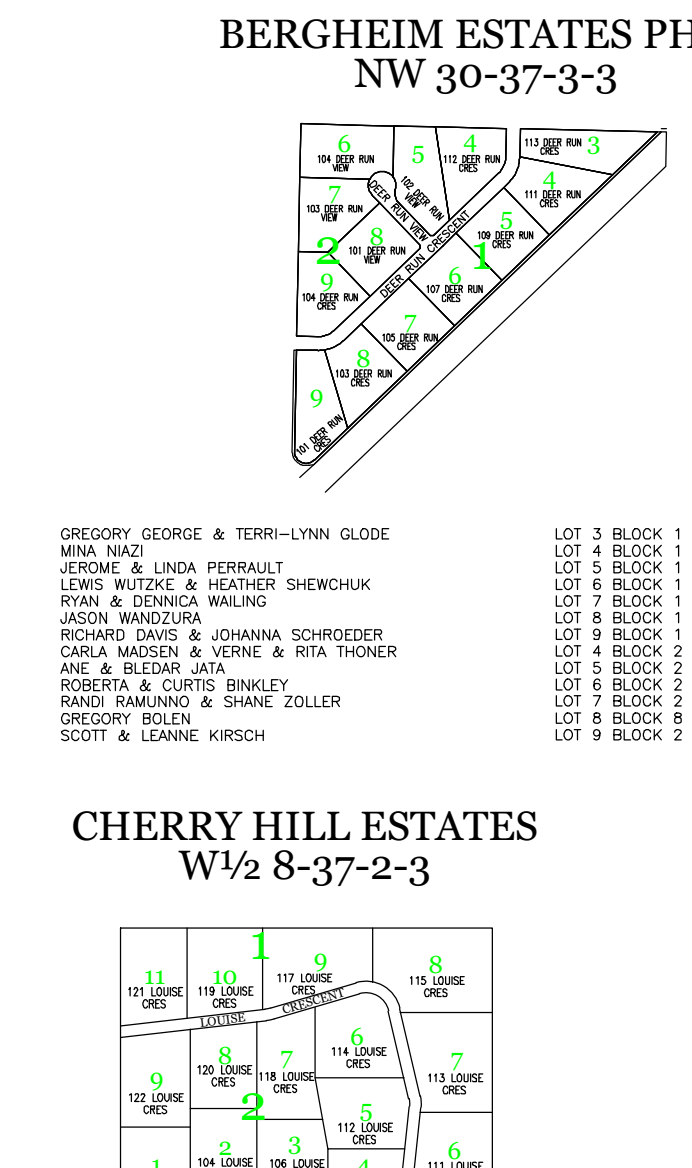 BERGHEIM ESTATES PH
NW 30-37-3-3
6
104 DEER RUN
VIEW
5
102 DEER RUN
VIEW
4
112 DEER RUN
CRES
113 DEER RUN
CRES
3
4
111 DEER RUN
CRES
7
103 DEER RUN
VIEW
DEER RUN VIEW
8
101 DEER RUN
VIEW
2
DEER RUN CRESCENT
5
109 DEER RUN
CRES
1
9
104 DEER RUN
CRES
6
107 DEER RUN
CRES
7
105 DEER RUN
CRES
8
103 DEER RUN
CRES
9
101 DEER RUN
CRES
GREGORY GEORGE & TERRI-LYNN GLODE LOT 3 BLOCK 1
MINA NIAZI LOT 4 BLOCK 1
JEROME & LINDA PERRAULT LOT 5 BLOCK 1
LEWIS WUTZKE & HEATHER SHEWCHUK LOT 6 BLOCK 1
RYAN & DENNICA WAILING LOT 7 BLOCK 1
JASON WANDZURA LOT 8 BLOCK 1
RICHARD DAVIS & JOHANNA SCHROEDER LOT 9 BLOCK 1
CARLA MADSEN & VERNE & RITA THONER LOT 4 BLOCK 2
ANE & BLEDAR JATA LOT 5 BLOCK 2
ROBERTA & CURTIS BINKLEY LOT 6 BLOCK 2
RANDI RAMUNNO & SHANE ZOLLER LOT 7 BLOCK 2
GREGORY BOLEN LOT 8 BLOCK 8
SCOTT & LEANNE KIRSCH LOT 9 BLOCK 2
CHERRY HILL ESTATES
W½ 8-37-2-3
1
11
121 LOUISE
CRES
10
119 LOUISE
CRES
9
117 LOUISE
CRES
8
115 LOUISE
CRES
LOUISE CRESCENT
9
122 LOUISE
CRES
8
120 LOUISE
CRES
7
118 LOUISE
CRES
6
114 LOUISE
CRES
7
113 LOUISE
CRES
2
5
112 LOUISE
CRES
1
2
104 LOUISE
3
106 LOUISE
4
6
111 LOUISE